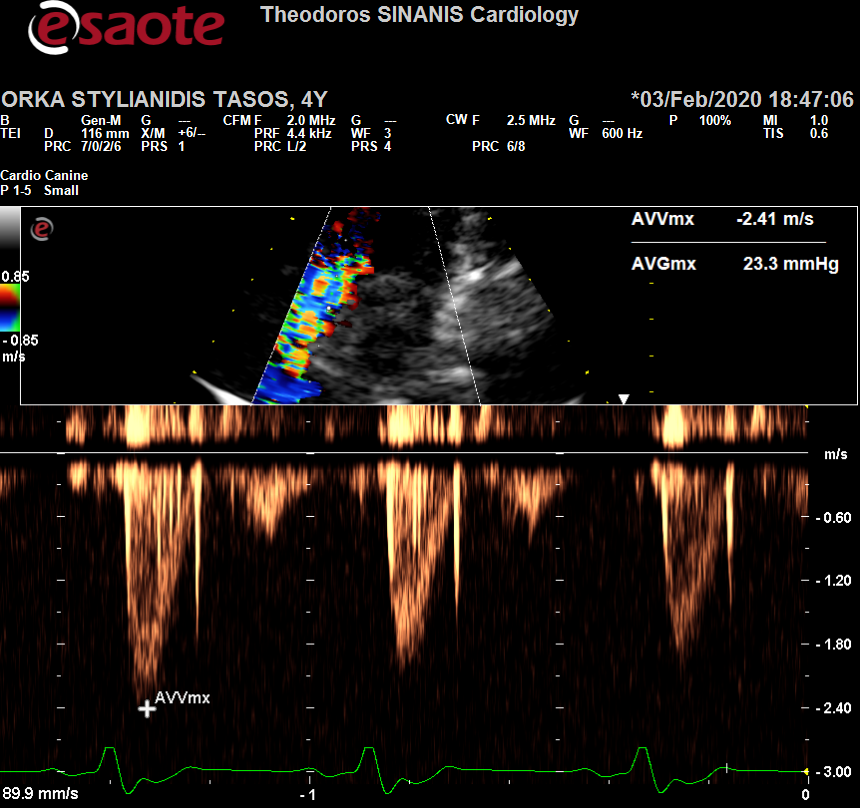 esaote
Theodoros SINANIS Cardiology
ORKA STYLIANIDIS TASOS, 4Y *03/Feb/2020 18:47:06
B Gen-M G --- CFM F 2.0 MHz G --- CW F 2.5 MHz G --- P 100% MI 1.0
TEI D 116 mm X/M +6/-- PRF 4.4 kHz WF 3 WF 600 Hz TIS 0.6
PRC 7/0/2/6 PRS 1 PRC L/2 PRS 4 PRC 6/8
Cardio Canine
P 1-5 Small
e
AVVmx -2.41 m/s
AVGmx 23.3 mmHg
0.85
- 0.85
m/s
m/s
- 0.60
- 1.20
- 1.80
AVVmx
- 2.40
- 3.00
89.9 mm/s - 1 0